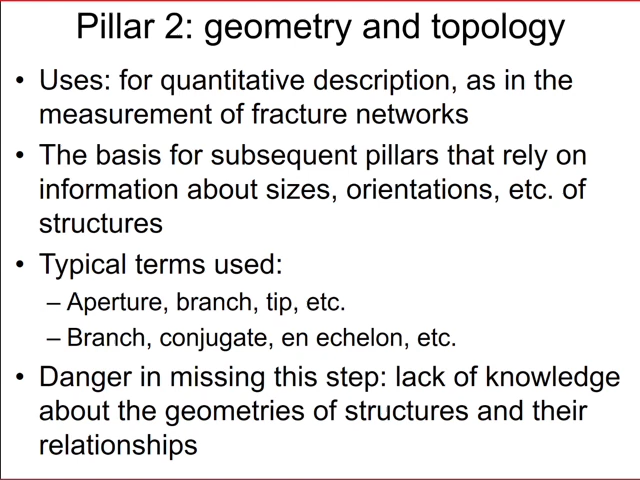 Pillar 2: geometry and topology
• Uses: for quantitative description, as in the
measurement of fracture networks
• The basis for subsequent pillars that rely on
information about sizes, orientations, etc. of
structures
• Typical terms used:
– Aperture, branch, tip, etc.
– Branch, conjugate, en echelon, etc.
• Danger in missing this step: lack of knowledge
about the geometries of structures and their
relationships